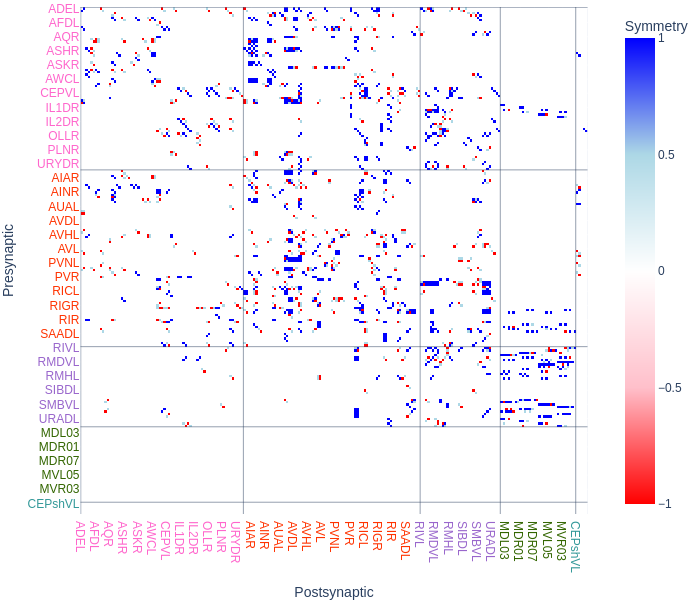 Symmetry
1
0.5
0
−0.5
−1
Presynaptic
ADEL
AFDL
AQR
ASHR
ASKR
AWCL
CEPVL
IL1DR
IL2DR
OLLR
PLNR
URYDR
AIAR
AINR
AUAL
AVDL
AVHL
AVL
PVNL
PVR
RICL
RIGR
RIR
SAADL
RIVL
RMDVL
RMHL
SIBDL
SMBVL
URADL
MDL03
MDR01
MDR07
MVL05
MVR03
CEPshVL
ADEL
AFDL
AQR
ASHR
ASKR
AWCL
CEPVL
IL1DR
IL2DR
OLLR
PLNR
URYDR
AIAR
AINR
AUAL
AVDL
AVHL
AVL
PVNL
PVR
RICL
RIGR
RIR
SAADL
RIVL
RMDVL
RMHL
SIBDL
SMBVL
URADL
MDL03
MDR01
MDR07
MVL05
MVR03
CEPshVL
Postsynaptic